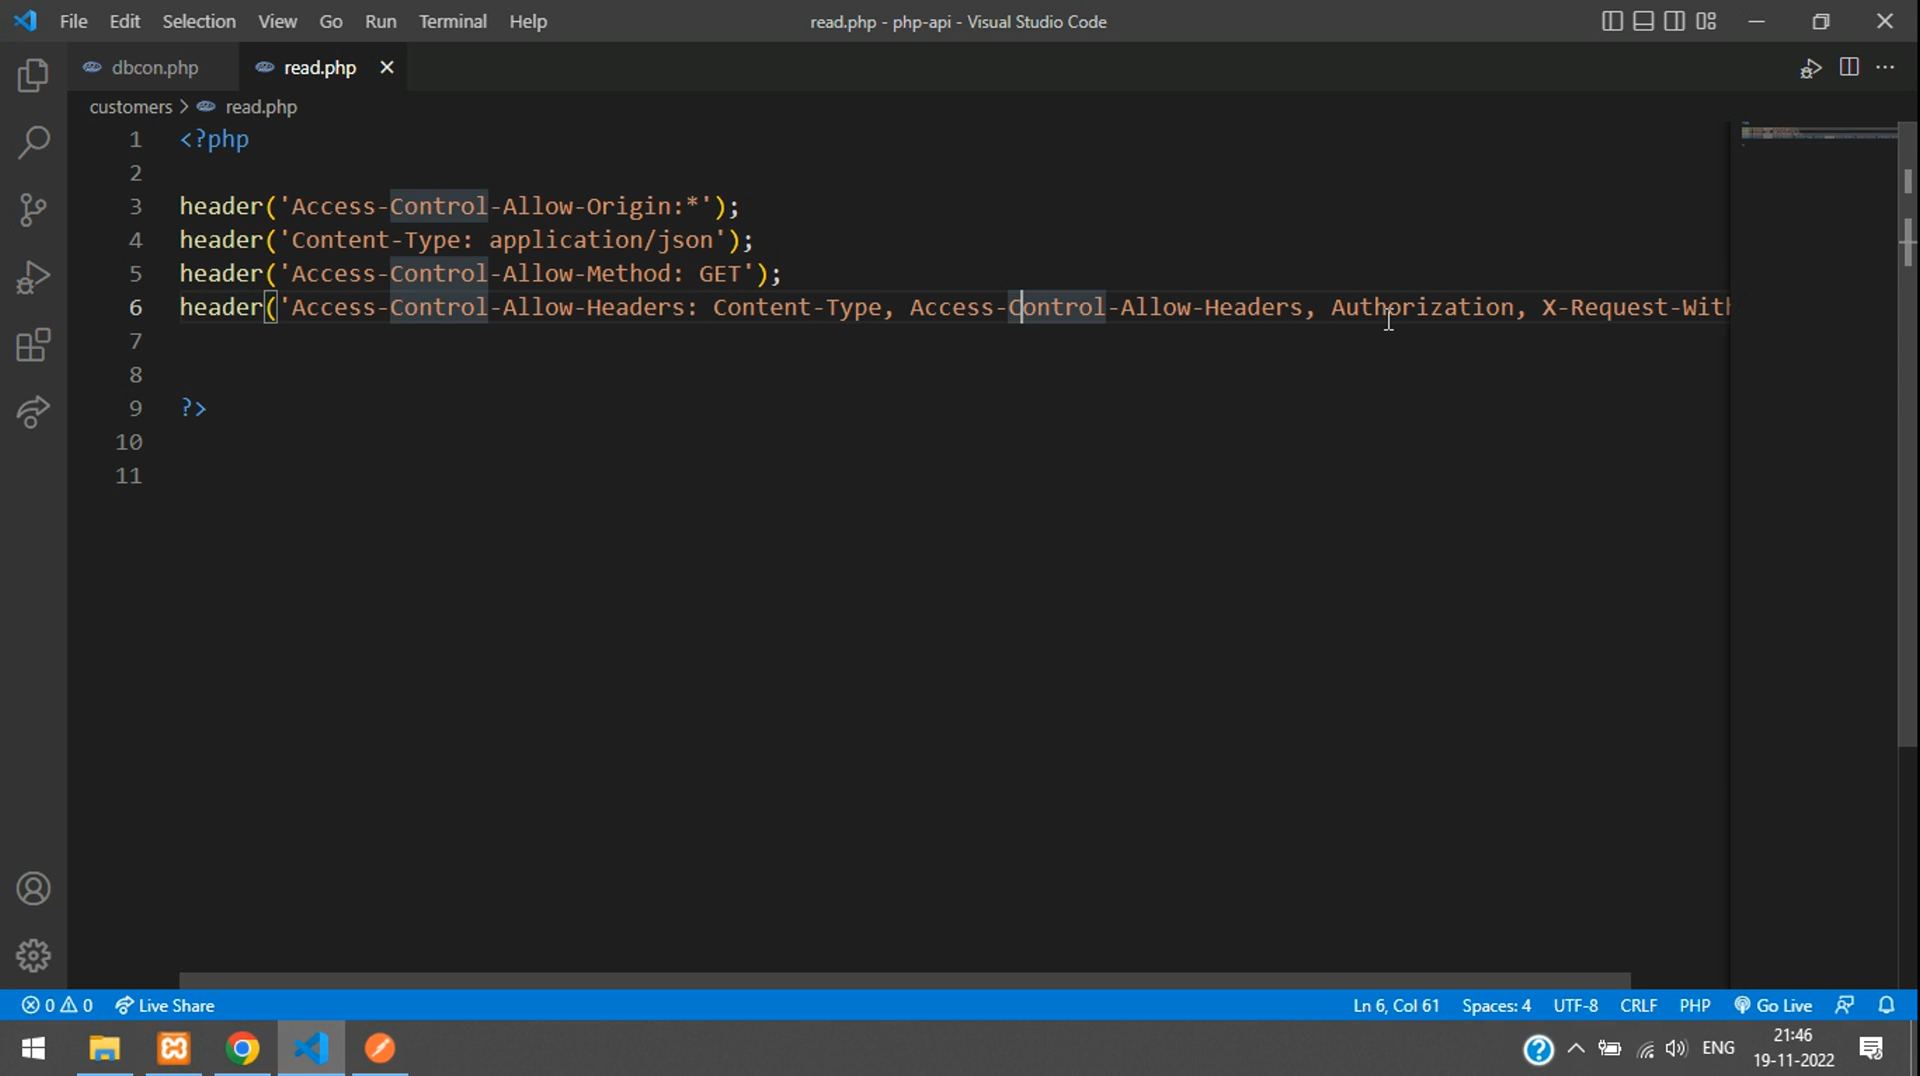 File Edit Selection View Go Run Terminal Help read.php - php-api - Visual Studio Code
dbcon.php read.php
customers > read.php
1 <?php
2
3 header('Access-Control-Allow-Origin:*');
4 header('Content-Type: application/json');
5 header('Access-Control-Allow-Method: GET');
6 header('Access-Control-Allow-Headers: Content-Type, Access-Control-Allow-Headers, Authorization, X-Request-With
7
8
9 ?>
10
11
0 0 Live Share Ln 6, Col 61 Spaces: 4 UTF-8 CRLF PHP Go Live
ENG 21:46
19-11-2022